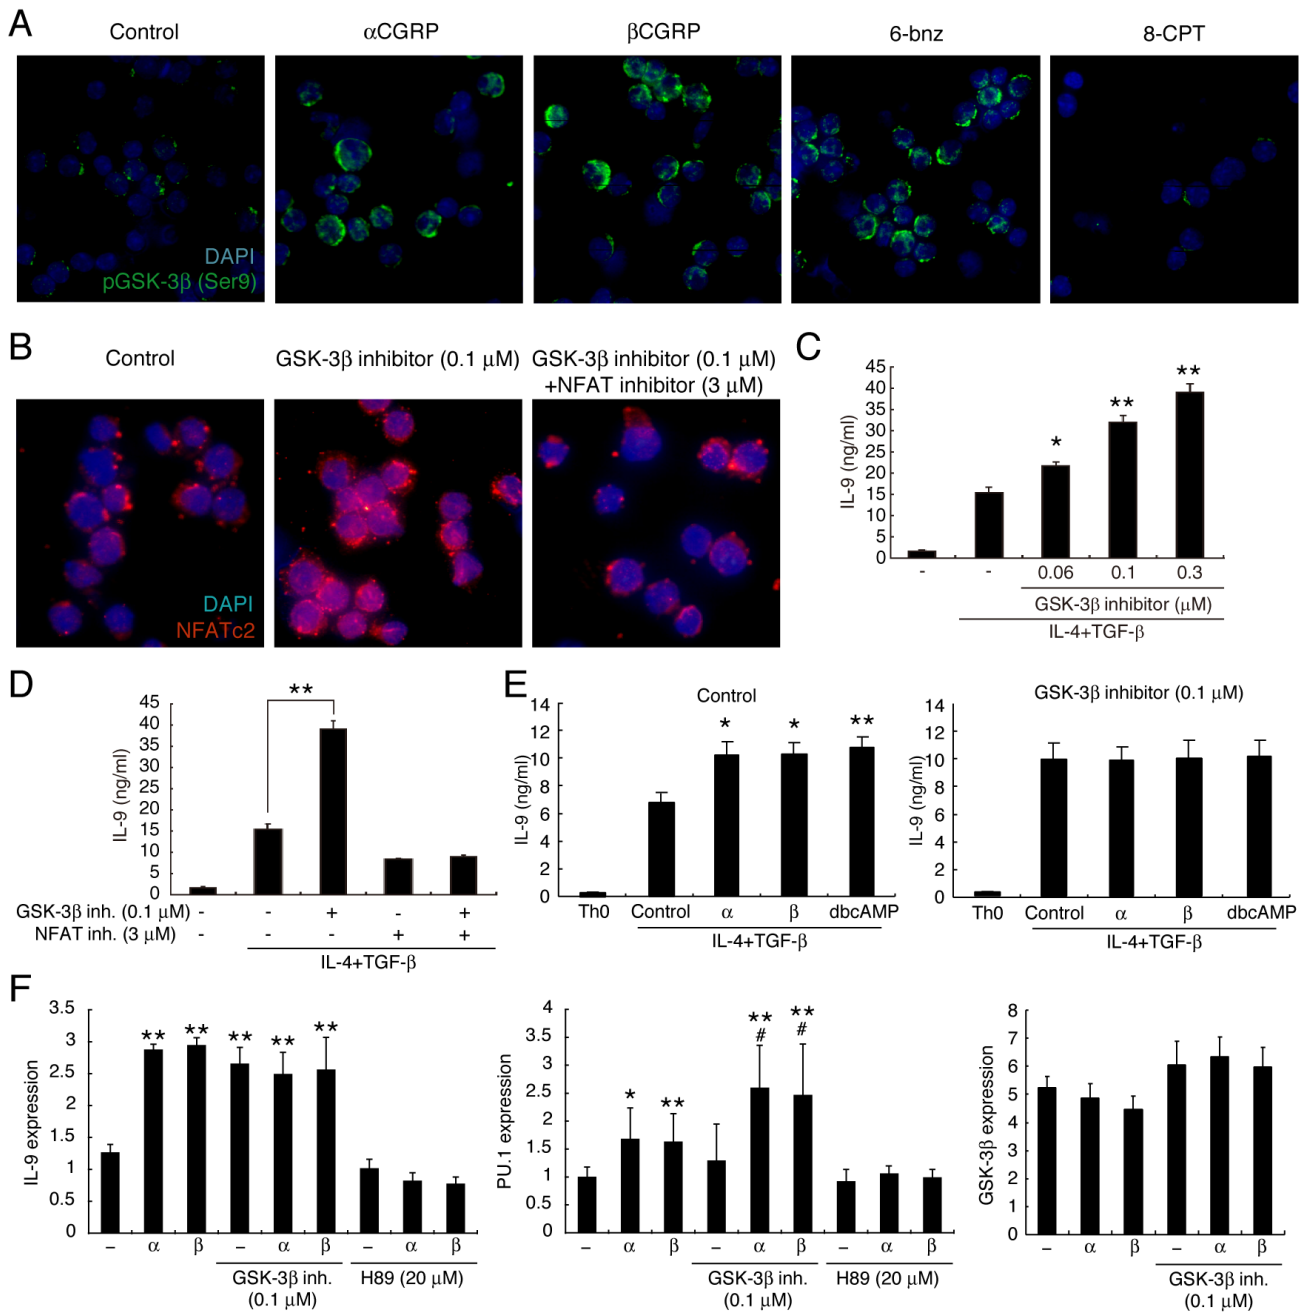 A
Control
αCGRP
βCGRP
6-bnz
8-CPT
DAPI
pGSK-3β (Ser9)
B
Control
GSK-3β inhibitor (0.1 μM)
GSK-3β inhibitor (0.1 μM)
+NFAT inhibitor (3 μM)
DAPI
NFATc2
C
IL-9 (ng/ml)
45
40
35
30
25
20
15
10
5
0
*
**
**
-
-
0.06
0.1
0.3
GSK-3β inhibitor (μM)
IL-4+TGF-β
D
IL-9 (ng/ml)
45
40
35
30
25
20
15
10
5
0
**
GSK-3β inh. (0.1 μM)
-
-
+
-
+
NFAT inh. (3 μM)
-
-
-
+
+
IL-4+TGF-β
E
Control
IL-9 (ng/ml)
14
12
10
8
6
4
2
0
*
*
**
Th0
Control
α
β
dbcAMP
IL-4+TGF-β
GSK-3β inhibitor (0.1 μM)
IL-9 (ng/ml)
14
12
10
8
6
4
2
0
Th0
Control
α
β
dbcAMP
IL-4+TGF-β
F
IL-9 expression
3.5
3
2.5
2
1.5
1
0.5
0
**
**
**
**
**
–
α
β
–
α
β
–
α
β
GSK-3β inh.
(0.1 μM)
H89 (20 μM)
PU.1 expression
4
3.5
3
2.5
2
1.5
1
0.5
0
*
**
**
#
**
#
–
α
β
–
α
β
–
α
β
GSK-3β inh.
(0.1 μM)
H89 (20 μM)
GSK-3β expression
8
7
6
5
4
3
2
1
0
–
α
β
–
α
β
GSK-3β inh.
(0.1 μM)